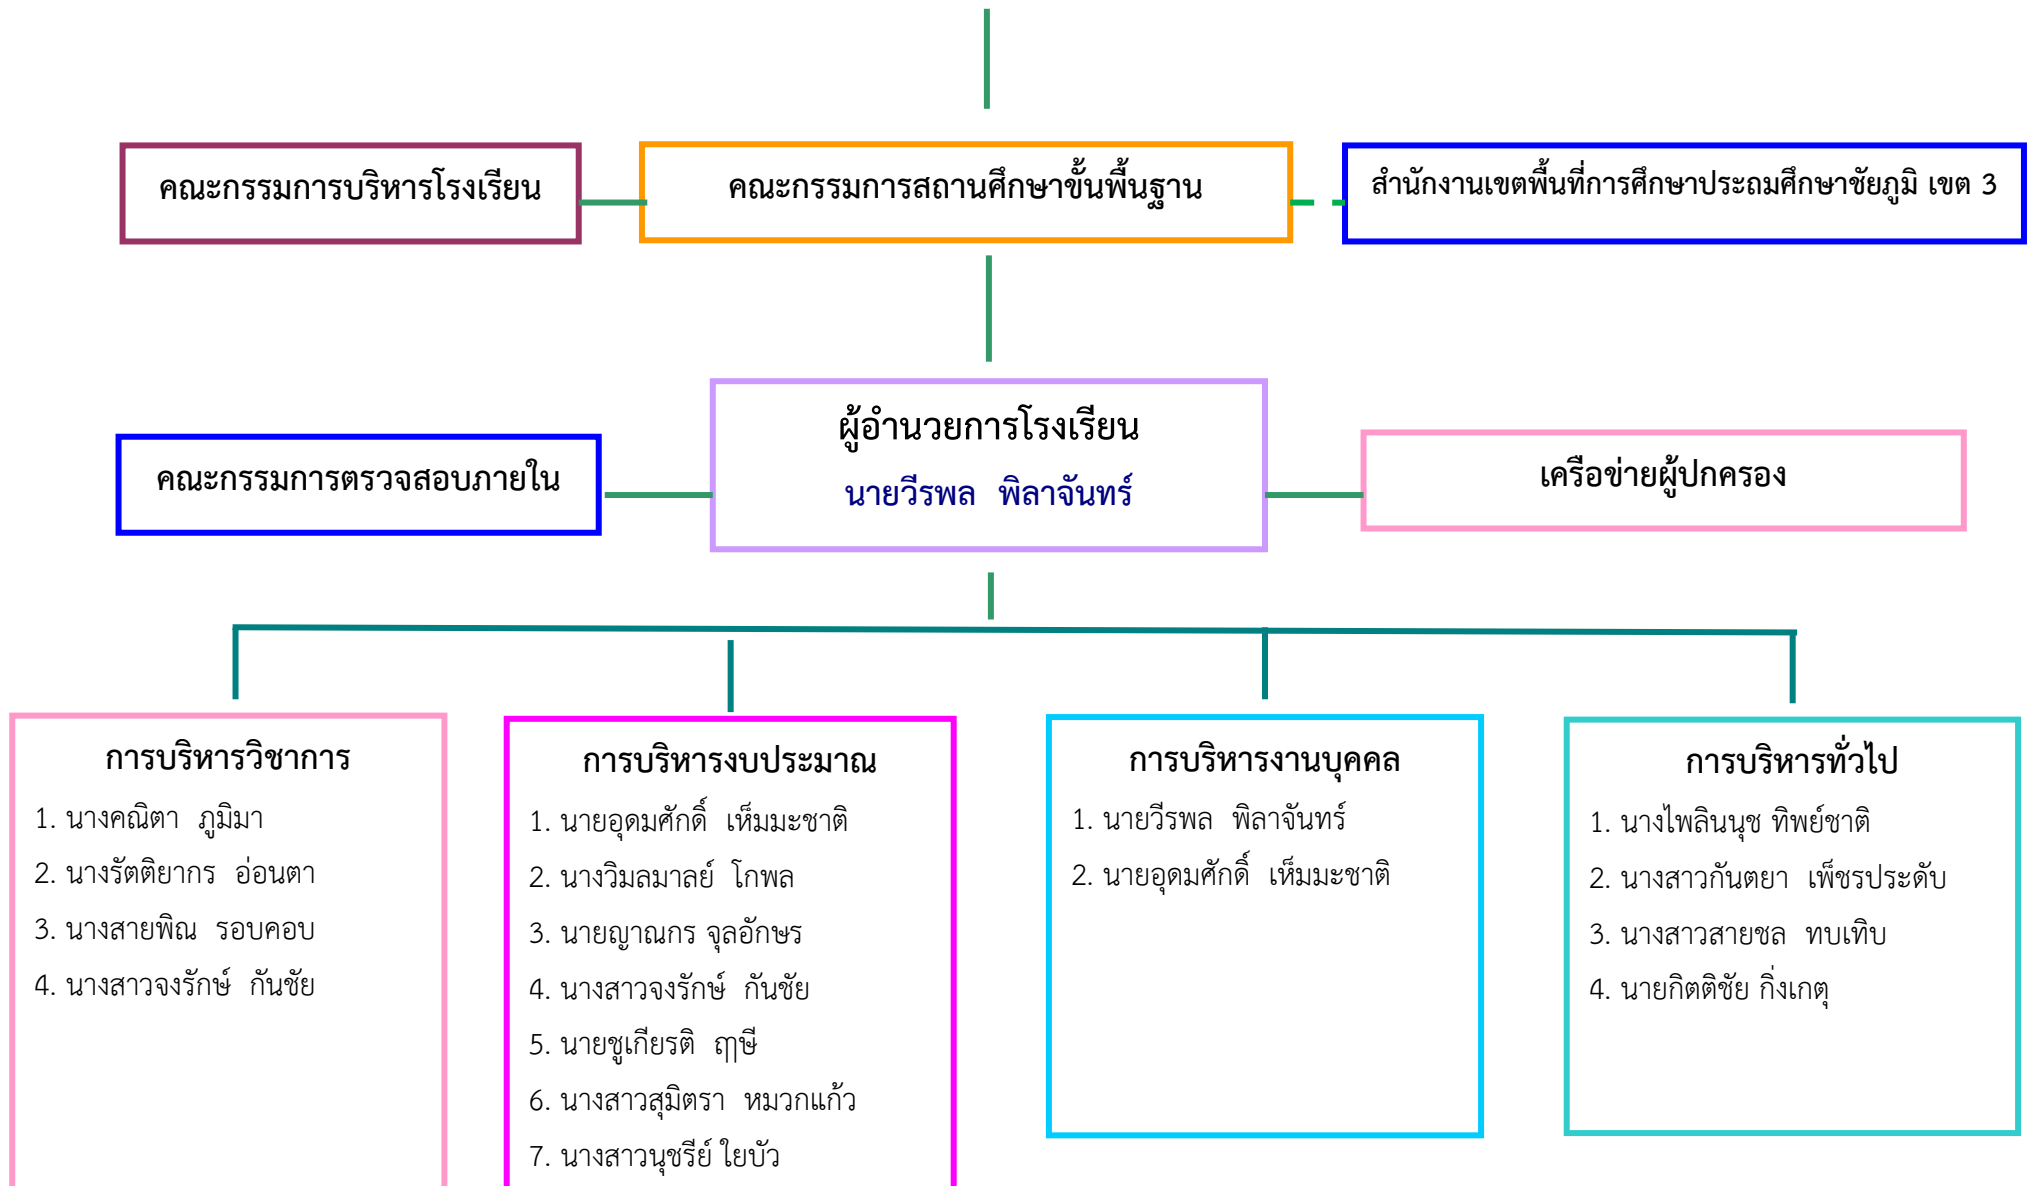 คณะกรรมการบริหารโรงเรียน
คณะกรรมการสถานศึกษาขั้นพื้นฐาน
สำนักงานเขตพื้นที่การศึกษาประถมศึกษาชัยภูมิ เขต 3
ผู้อำนวยการโรงเรียน
นายวีรพล พิลาจันทร์
คณะกรรมการตรวจสอบภายใน
เครือข่ายผู้ปกครอง
การบริหารวิชาการ
1. นางคณิตา ภูมิมา
2. นางรัตติยากร อ่อนตา
3. นางสายพิณ รอบคอบ
4. นางสาวจงรักษ์ กันชัย
การบริหารงบประมาณ
1. นายอุดมศักดิ์ เห็มมะชาติ
2. นางวิมลมาลย์ โกพล
3. นายญาณกร จุลอักษร
4. นางสาวจงรักษ์ กันชัย
5. นายชูเกียรติ ฤๅษี
6. นางสาวสุมิตรา หมวกแก้ว
7. นางสาวนุชรีย์ ใยบัว
การบริหารงานบุคคล
1. นายวีรพล พิลาจันทร์
2. นายอุดมศักดิ์ เห็มมะชาติ
การบริหารทั่วไป
1. นางไพลินนุช ทิพย์ชาติ
2. นางสาวกันตยา เพ็ชรประดับ
3. นางสาวสายชล ทบเทิบ
4. นายกิตติชัย กิ่งเกตุ